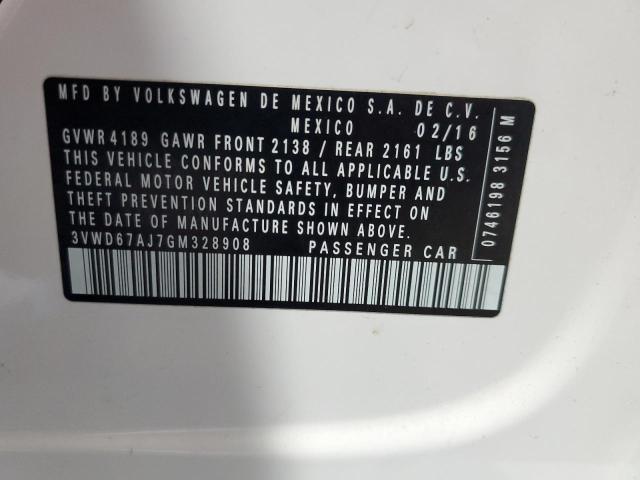 MFD BY VOLKSWAGEN DE MEXICO S.A. DE C.V.
MEXICO 02/16
GVWR 4189 GAWR FRONT 2138 / REAR 2161 LBS
THIS VEHICLE CONFORMS TO ALL APPLICABLE U.S.
FEDERAL MOTOR VEHICLE SAFETY, BUMPER AND
THEFT PREVENTION STANDARDS IN EFFECT ON
THE DATE OF MANUFACTURE SHOWN ABOVE.
3VWD67AJ7GM328908 PASSENGER CAR
0746198 3156 M